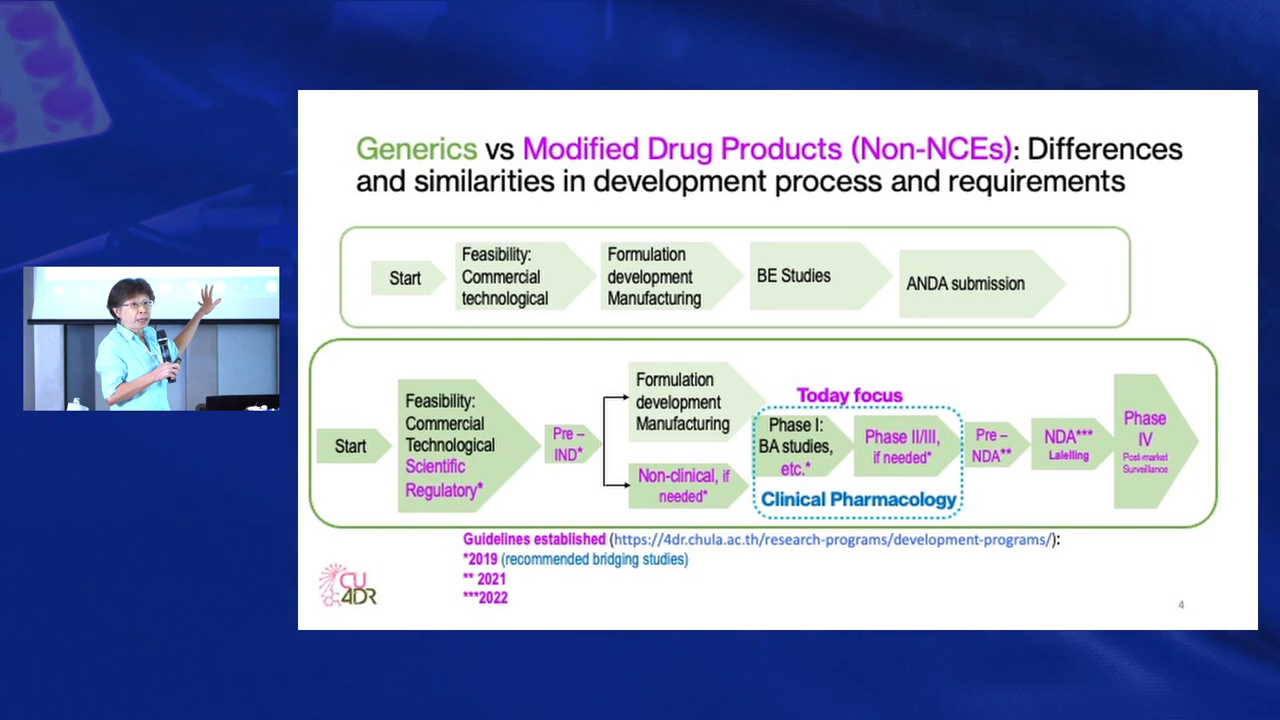 Generics vs Modified Drug Products (Non-NCEs): Differences
and similarities in development process and requirements
Start
Feasibility:
Commercial
technological
Formulation
development
Manufacturing
BE Studies
ANDA submission
Start
Feasibility:
Commercial
Technological
Scientific
Regulatory*
Pre –
IND*
Formulation
development
Manufacturing
Non-clinical, if
needed*
Today focus
Phase I:
BA studies,
etc.*
Phase II/III,
if needed*
Clinical Pharmacology
Pre –
NDA**
NDA***
Lalelling
Phase
IV
Post-market
Surveillance
Guidelines established (https://4dr.chula.ac.th/research-programs/development-programs/):
*2019 (recommended bridging studies)
** 2021
***2022
CU
4DR
4